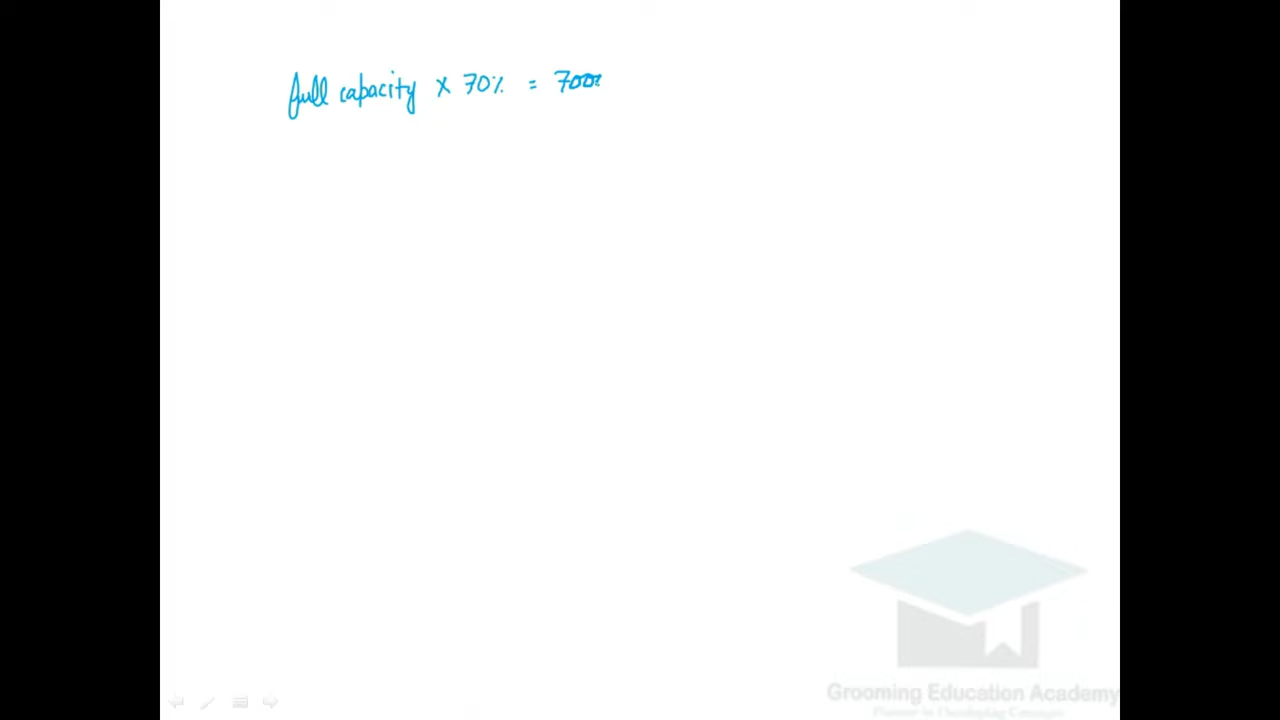 full capacity × 70% = 700
Grooming Education Academy